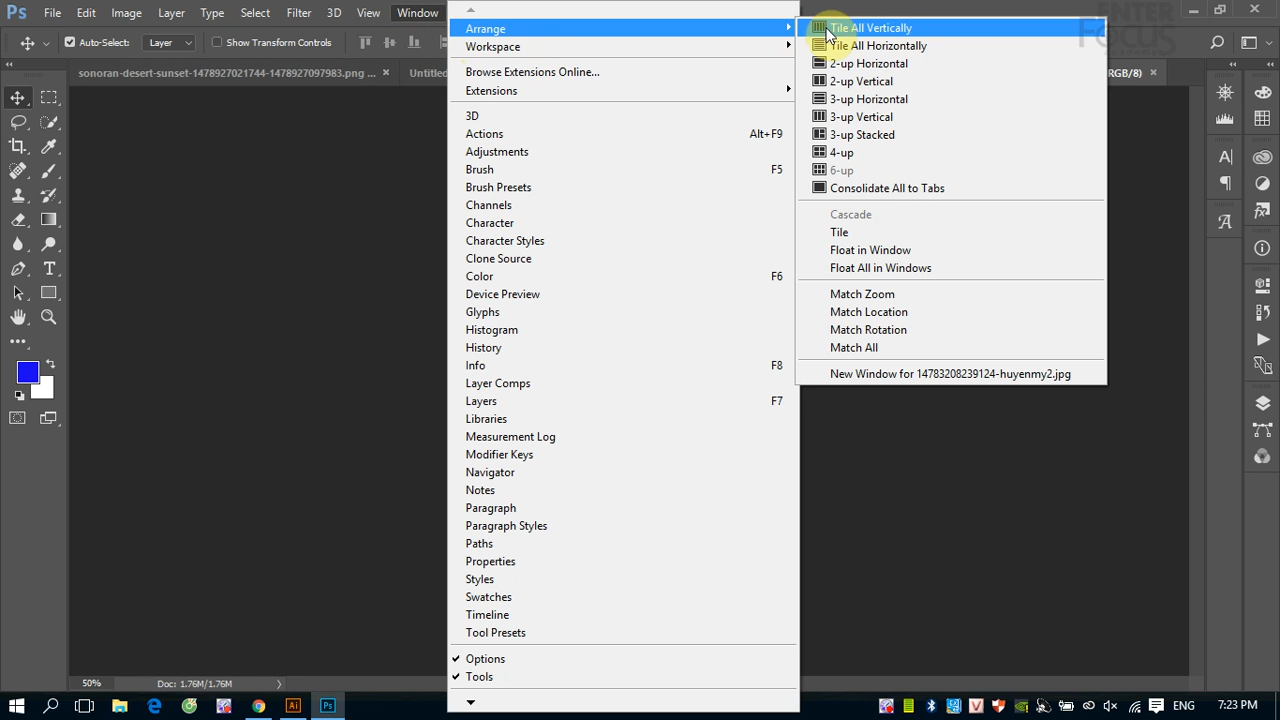 Ps File Edit Image Layer Type Select Filter 3D View Window
Auto-Select: Layer Show Transform Controls
ENTER
FOCUS
sonoran-desert-sunset-1478927021744-1478927097983.png ... Untitled RGB/8)
Arrange
Workspace
Browse Extensions Online...
Extensions
3D
Actions Alt+F9
Adjustments
Brush F5
Brush Presets
Channels
Character
Character Styles
Clone Source
Color F6
Device Preview
Glyphs
Histogram
History
Info F8
Layer Comps
Layers F7
Libraries
Measurement Log
Modifier Keys
Navigator
Notes
Paragraph
Paragraph Styles
Paths
Properties
Styles
Swatches
Timeline
Tool Presets
Options
Tools
Tile All Vertically
Tile All Horizontally
2-up Horizontal
2-up Vertical
3-up Horizontal
3-up Vertical
3-up Stacked
4-up
6-up
Consolidate All to Tabs
Cascade
Tile
Float in Window
Float All in Windows
Match Zoom
Match Location
Match Rotation
Match All
New Window for 14783208239124-huyenmy2.jpg
50% Doc: 1.76M/1.76M
Ai Ps ENG 7:23 PM